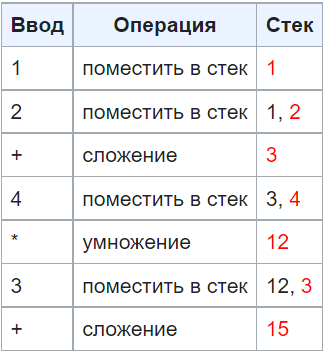 Ввод Операция Стек
1 поместить в стек 1
2 поместить в стек 1, 2
+ сложение 3
4 поместить в стек 3, 4
* умножение 12
3 поместить в стек 12, 3
+ сложение 15